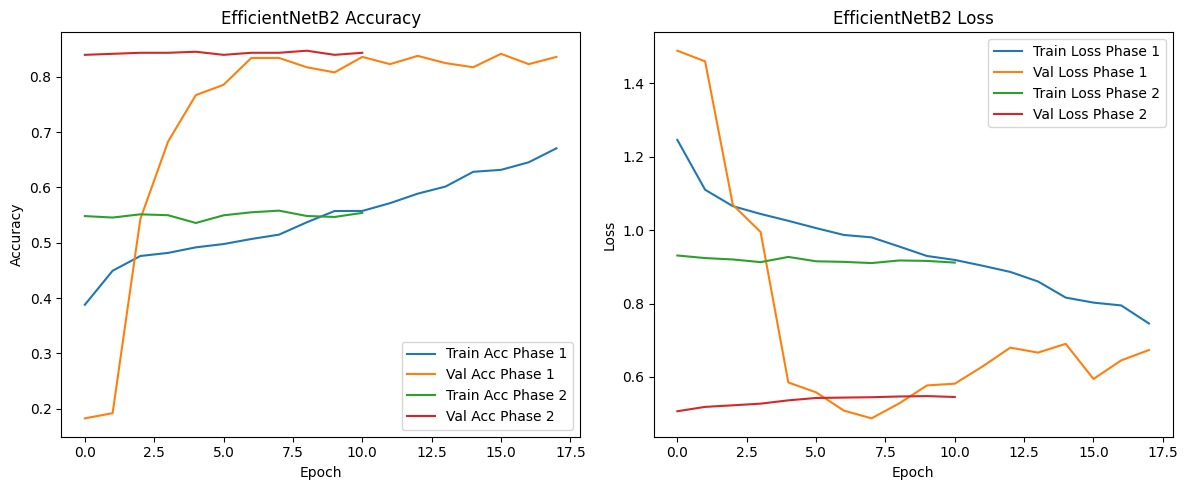 EfficientNetB2 Accuracy
Accuracy
0.8
0.7
0.6
0.5
0.4
0.3
0.2
0.0
2.5
5.0
7.5
10.0
12.5
15.0
17.5
Epoch
Train Acc Phase 1
Val Acc Phase 1
Train Acc Phase 2
Val Acc Phase 2
EfficientNetB2 Loss
Loss
1.4
1.2
1.0
0.8
0.6
0.0
2.5
5.0
7.5
10.0
12.5
15.0
17.5
Epoch
Train Loss Phase 1
Val Loss Phase 1
Train Loss Phase 2
Val Loss Phase 2